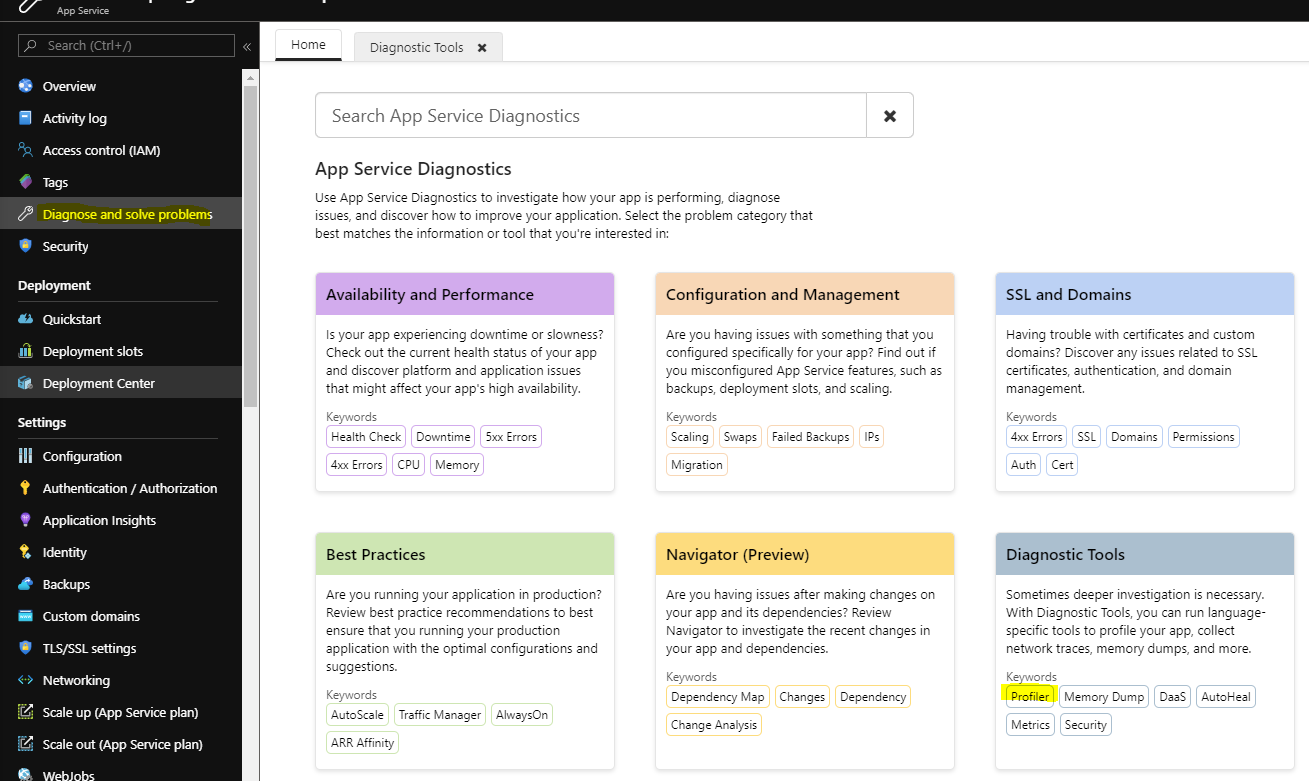 App Service
Search (Ctrl+/)
«
Overview
Activity log
Access control (IAM)
Tags
Diagnose and solve problems
Security
Deployment
Quickstart
Deployment slots
Deployment Center
Settings
Configuration
Authentication / Authorization
Application Insights
Identity
Backups
Custom domains
TLS/SSL settings
Networking
Scale up (App Service plan)
Scale out (App Service plan)
WebJobs
Home
Diagnostic Tools
Search App Service Diagnostics
App Service Diagnostics
Use App Service Diagnostics to investigate how your app is performing, diagnose
issues, and discover how to improve your application. Select the problem category that
best matches the information or tool that you're interested in:
Availability and Performance
Is your app experiencing downtime or slowness?
Check out the current health status of your app
and discover platform and application issues
that might affect your app's high availability.
Keywords
Health Check Downtime 5xx Errors
4xx Errors CPU Memory
Configuration and Management
Are you having issues with something that you
configured specifically for your app? Find out if
you misconfigured App Service features, such as
backups, deployment slots, and scaling.
Keywords
Scaling Swaps Failed Backups IPs
Migration
SSL and Domains
Having trouble with certificates and custom
domains? Discover any issues related to SSL
certificates, authentication, and domain
management.
Keywords
4xx Errors SSL Domains Permissions
Auth Cert
Best Practices
Are you running your application in production?
Review best practice recommendations to best
ensure that you running your production
application with the optimal configurations and
suggestions.
Keywords
AutoScale Traffic Manager AlwaysOn
ARR Affinity
Navigator (Preview)
Are you having issues after making changes on
your app and its dependencies? Review
Navigator to investigate the recent changes in
your app and dependencies.
Keywords
Dependency Map Changes Dependency
Change Analysis
Diagnostic Tools
Sometimes deeper investigation is necessary.
With Diagnostic Tools, you can run language-
specific tools to profile your app, collect
network traces, memory dumps, and more.
Keywords
Profiler Memory Dump DaaS AutoHeal
Metrics Security